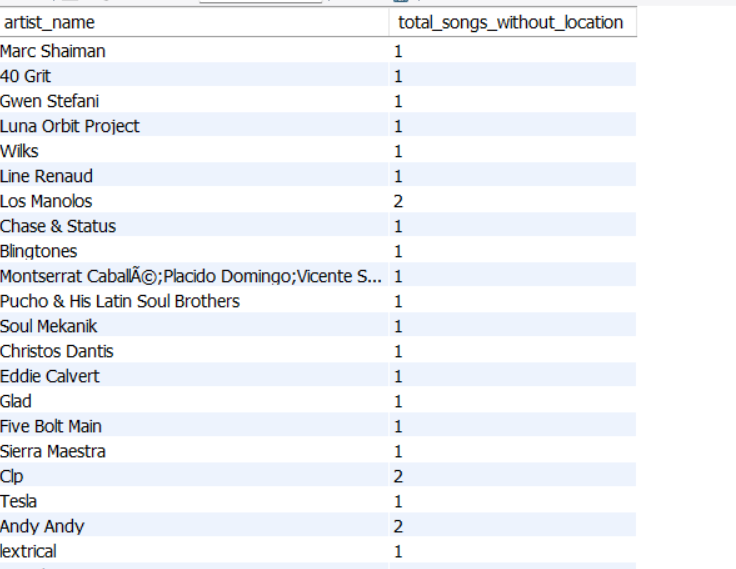 artist_name total_songs_without_location
Marc Shaiman 1
40 Grit 1
Gwen Stefani 1
Luna Orbit Project 1
Wilks 1
Line Renaud 1
Los Manolos 2
Chase & Status 1
Blingtones 1
Montserrat CaballÃ©;Placido Domingo;Vicente S... 1
Pucho & His Latin Soul Brothers 1
Soul Mekanik 1
Christos Dantis 1
Eddie Calvert 1
Glad 1
Five Bolt Main 1
Sierra Maestra 1
Clp 2
Tesla 1
Andy Andy 2
lextrical 1